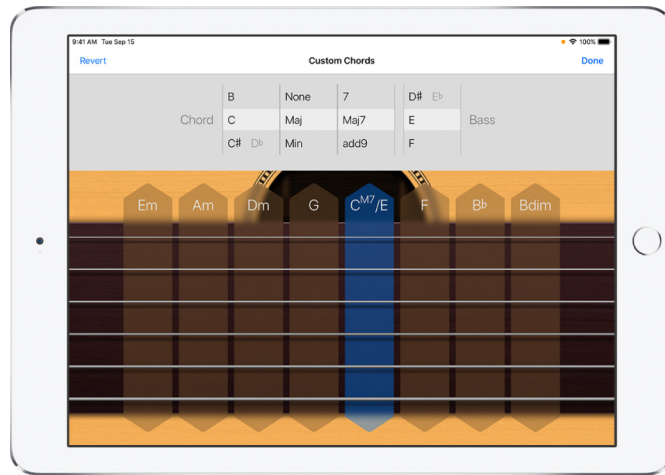 9:41 AM Tue Sep 15
100%
Revert Custom Chords Done
B None 7 D# E♭
Chord C Maj Maj7 E Bass
C# D♭ Min add9 F
Em Am Dm G C^M7/E F B♭ Bdim